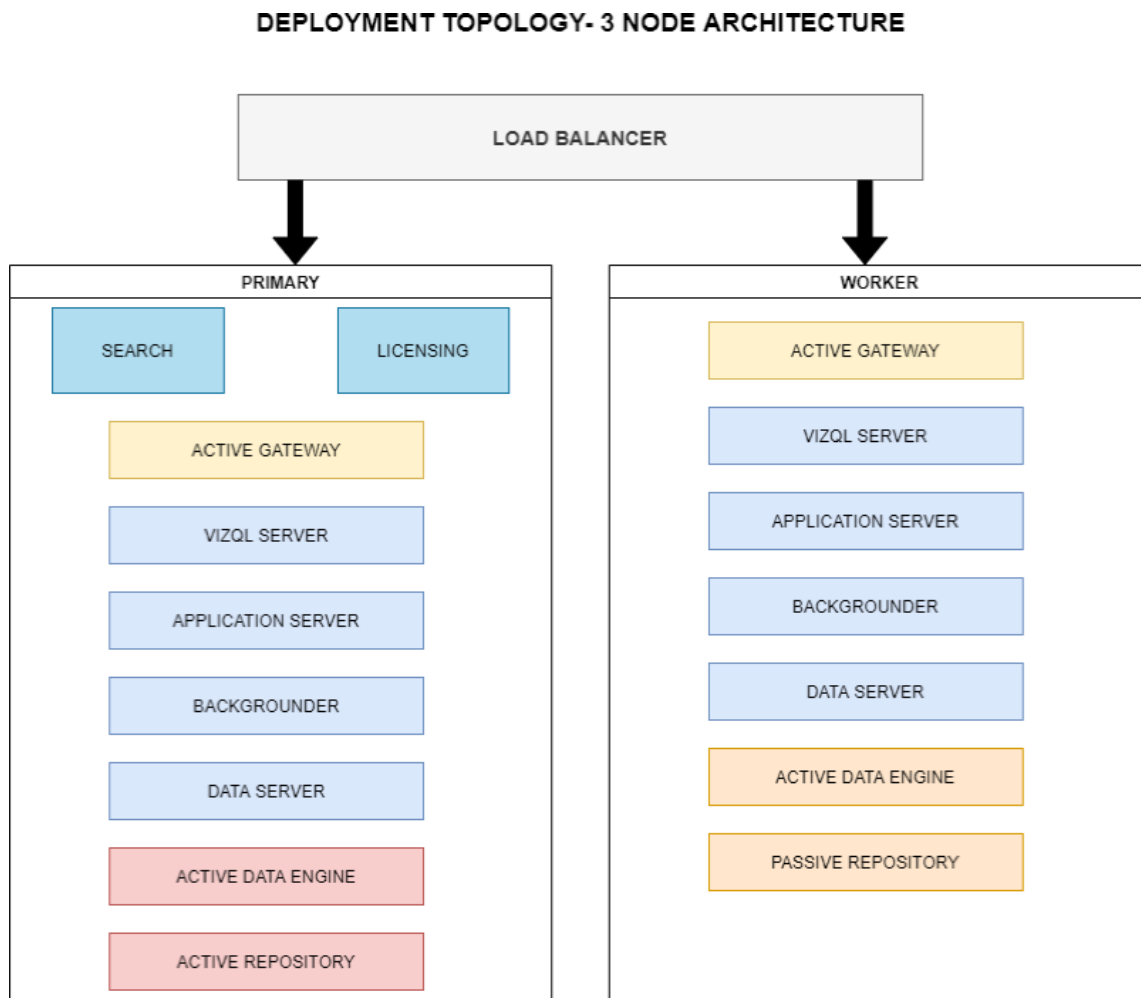 DEPLOYMENT TOPOLOGY- 3 NODE ARCHITECTURE
LOAD BALANCER
PRIMARY
SEARCH
LICENSING
ACTIVE GATEWAY
VIZQL SERVER
APPLICATION SERVER
BACKGROUNDER
DATA SERVER
ACTIVE DATA ENGINE
ACTIVE REPOSITORY
WORKER
ACTIVE GATEWAY
VIZQL SERVER
APPLICATION SERVER
BACKGROUNDER
DATA SERVER
ACTIVE DATA ENGINE
PASSIVE REPOSITORY